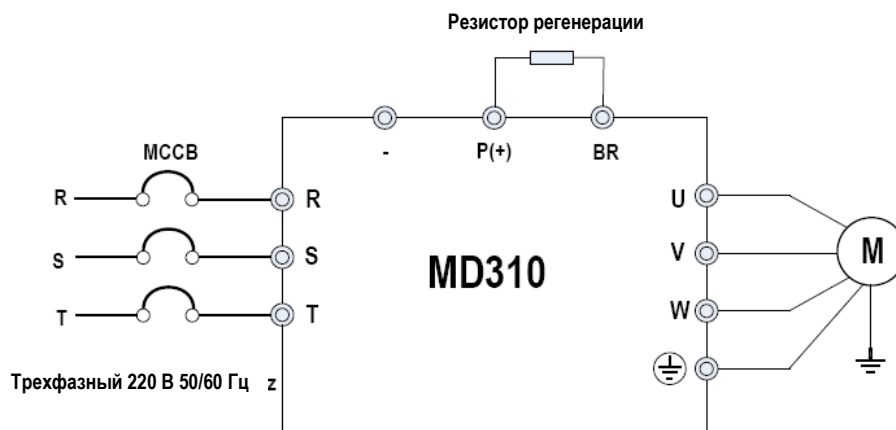 Резистор регенерации
- P(+) BR
MCCB
R R U
S S V
MD310 M
T T W
Трехфазный 220 В 50/60 Гц z